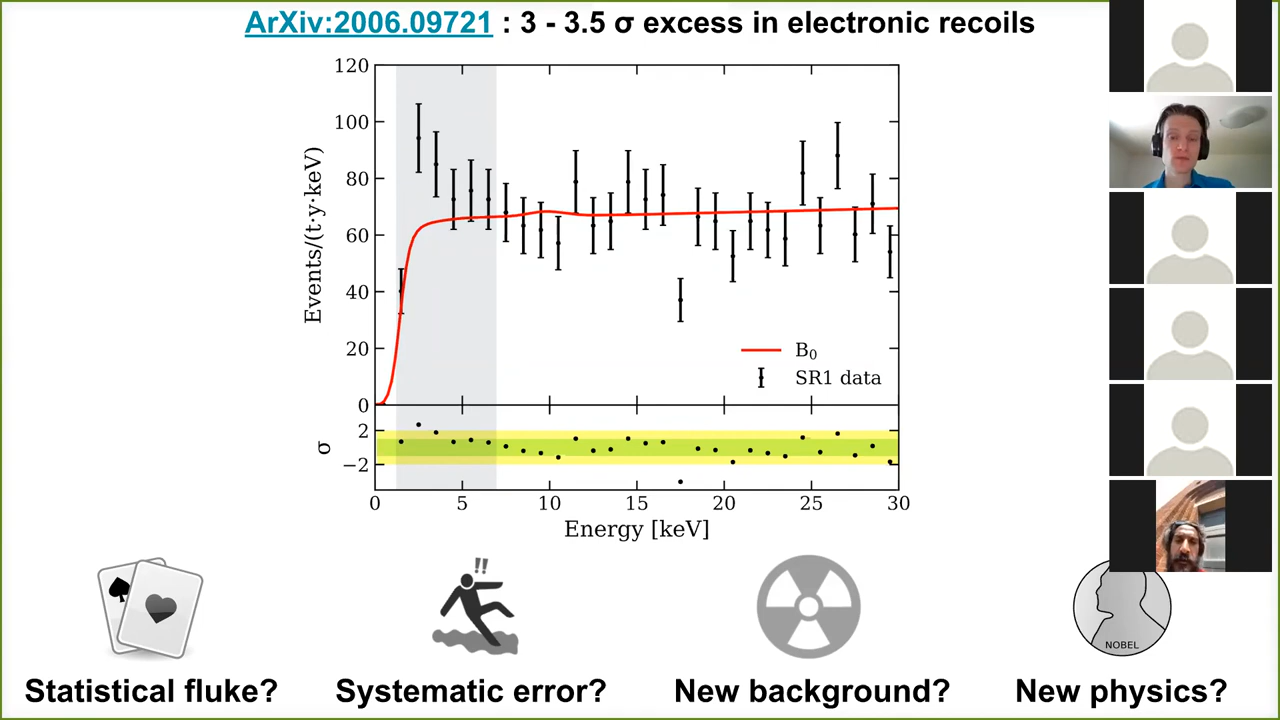 ArXiv:2006.09721 : 3 - 3.5 σ excess in electronic recoils
120
100
80
60
40
20
0
Events/(t·y·keV)
B₀
SR1 data
2
−2
σ
0 5 10 15 20 25 30
Energy [keV]
!!
NOBEL
Statistical fluke? Systematic error? New background? New physics?